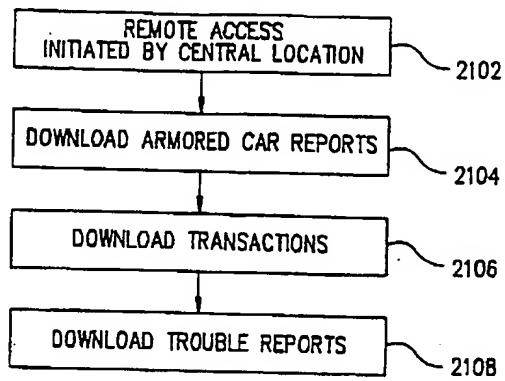 REMOTE ACCESS
INITIATED BY CENTRAL LOCATION
2102
DOWNLOAD ARMORED CAR REPORTS
2104
DOWNLOAD TRANSACTIONS
2106
DOWNLOAD TROUBLE REPORTS
2108